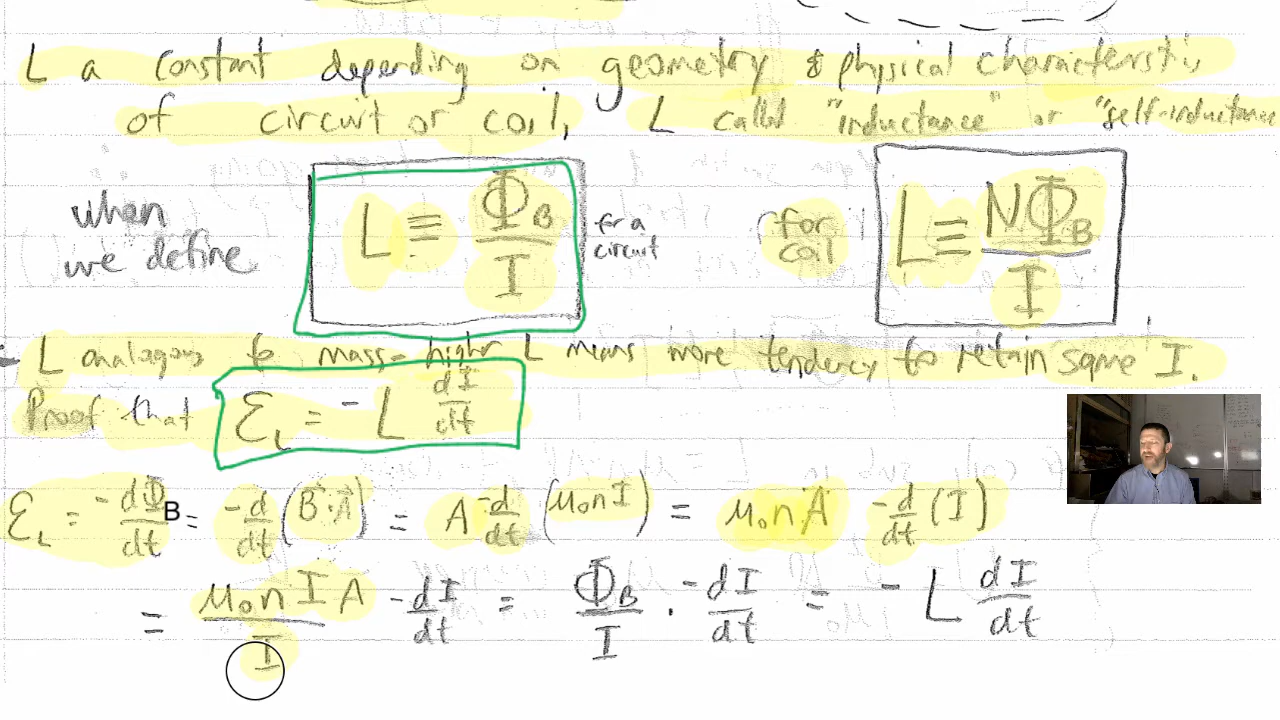 L a constant depending on geometry & physical characteristi
of circuit or coil, L called "inductance" or "self-inductance
when we define L ≡ Φ_B / I for a circuit (for coil L ≡ NΦ_B / I
L analogous to mass- higher L means more tendency to retain same I.
Proof that ℰ_L = -L dI/dt
ℰ_L = -dΦ_B/dt = -d/dt (B⃗·A⃗) = A -d/dt (μ₀nI) = μ₀nA -d/dt (I)
= μ₀nIA/I -dI/dt = Φ_B/I · -dI/dt = -L dI/dt